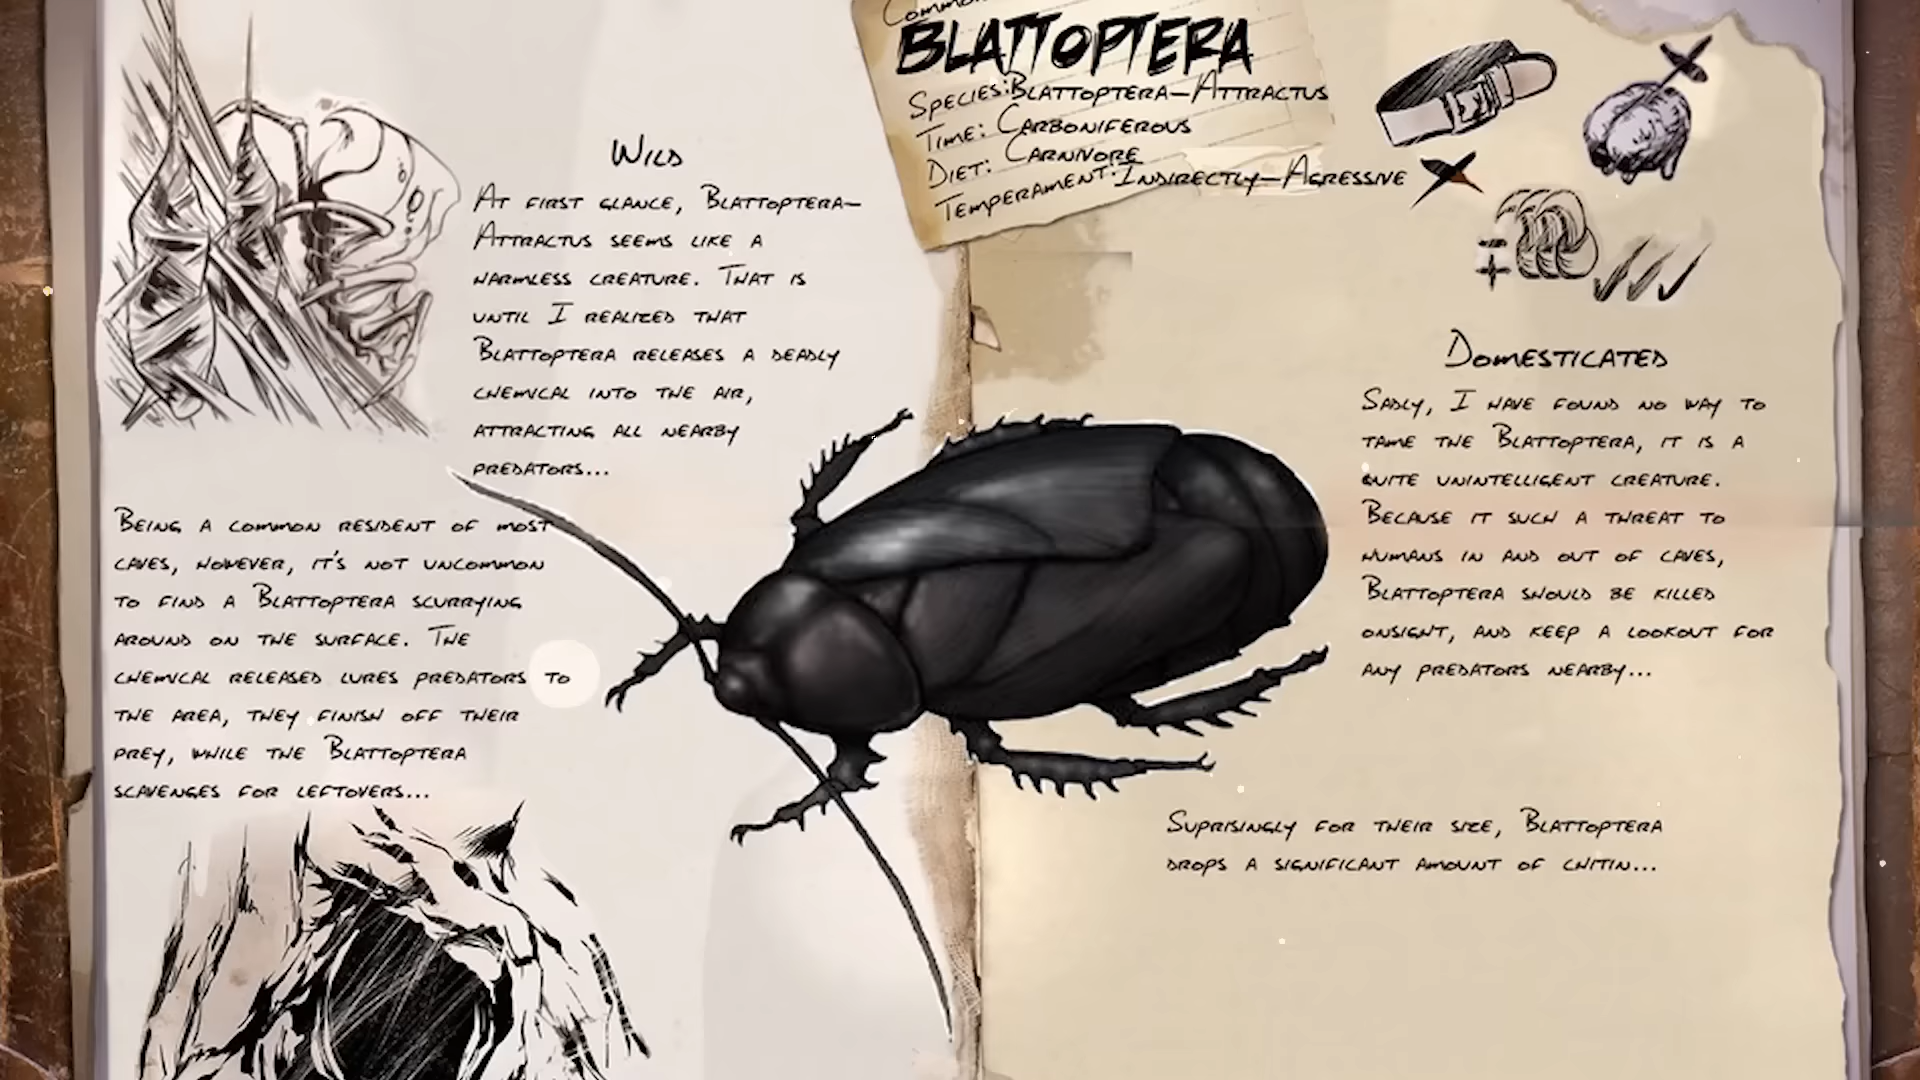 Common
BLATTOPTERA
Species: Blattoptera-Attractus
Time: Carboniferous
Diet: Carnivore
Temperament: Indirectly-Agressive
Wild
At first glance, Blattoptera-
Attractus seems like a
harmless creature. That is
until I realized that
Blattoptera releases a deadly
chemical into the air,
attracting all nearby
predators...
Being a common resident of most
caves, however, it's not uncommon
to find a Blattoptera scurrying
around on the surface. The
chemical released lures predators to
the area, they finish off their
prey, while the Blattoptera
scavenges for leftovers...
Domesticated
Sadly, I have found no way to
tame the Blattoptera, it is a
quite unintelligent creature.
Because it such a threat to
humans in and out of caves,
Blattoptera should be killed
onsight, and keep a lookout for
any predators nearby...
Suprisingly for their size, Blattoptera
drops a significant amount of chitin...